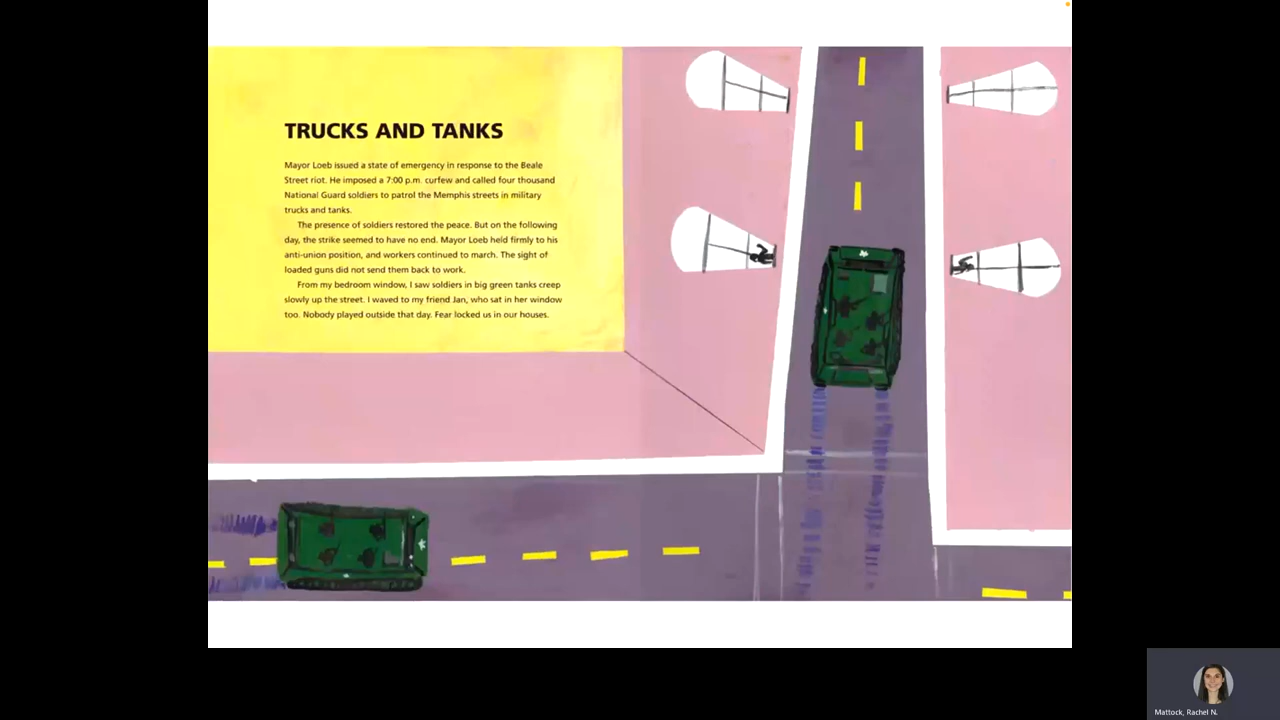 TRUCKS AND TANKS
Mayor Loeb issued a state of emergency in response to the Beale
Street riot. He imposed a 7:00 p.m. curfew and called four thousand
National Guard soldiers to patrol the Memphis streets in military
trucks and tanks.
The presence of soldiers restored the peace. But on the following
day, the strike seemed to have no end. Mayor Loeb held firmly to his
anti-union position, and workers continued to march. The sight of
loaded guns did not send them back to work.
From my bedroom window, I saw soldiers in big green tanks creep
slowly up the street. I waved to my friend Jan, who sat in her window
too. Nobody played outside that day. Fear locked us in our houses.
Mattock, Rachel N.